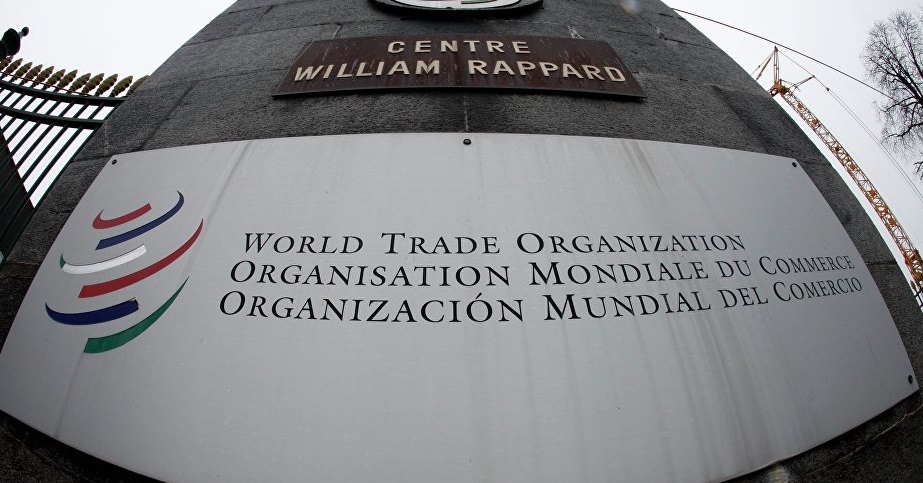 CENTRE
WILLIAM RAPPARD
WORLD TRADE ORGANIZATION
ORGANISATION MONDIALE DU COMMERCE
ORGANIZACIÓN MUNDIAL DEL COMERCIO